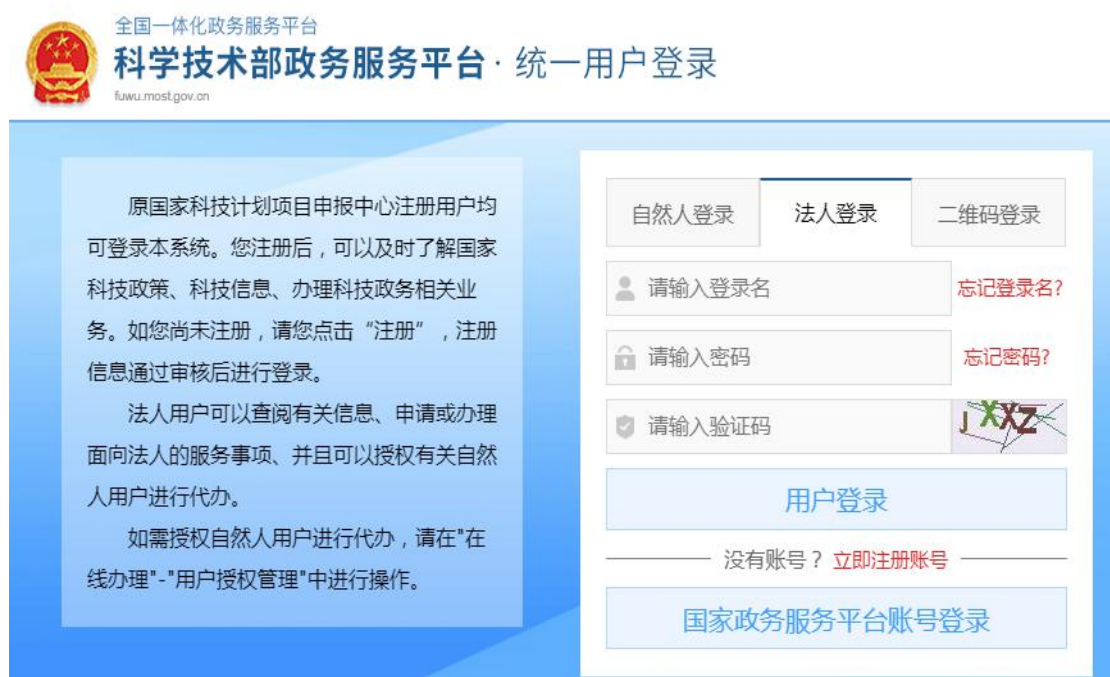 全国一体化政务服务平台
科学技术部政务服务平台·统一用户登录
fuwu.most.gov.cn
原国家科技计划项目申报中心注册用户均
可登录本系统。您注册后，可以及时了解国家
科技政策、科技信息、办理科技政务相关业
务。如您尚未注册，请您点击“注册”，注册
信息通过审核后进行登录。
法人用户可以查阅有关信息、申请或办理
面向法人的服务事项、并且可以授权有关自然
人用户进行代办。
如需授权自然人用户进行代办，请在"在
线办理"-"用户授权管理"中进行操作。
自然人登录 法人登录 二维码登录
请输入登录名 忘记登录名?
请输入密码 忘记密码?
请输入验证码 JXXZ
用户登录
没有账号？立即注册账号
国家政务服务平台账号登录